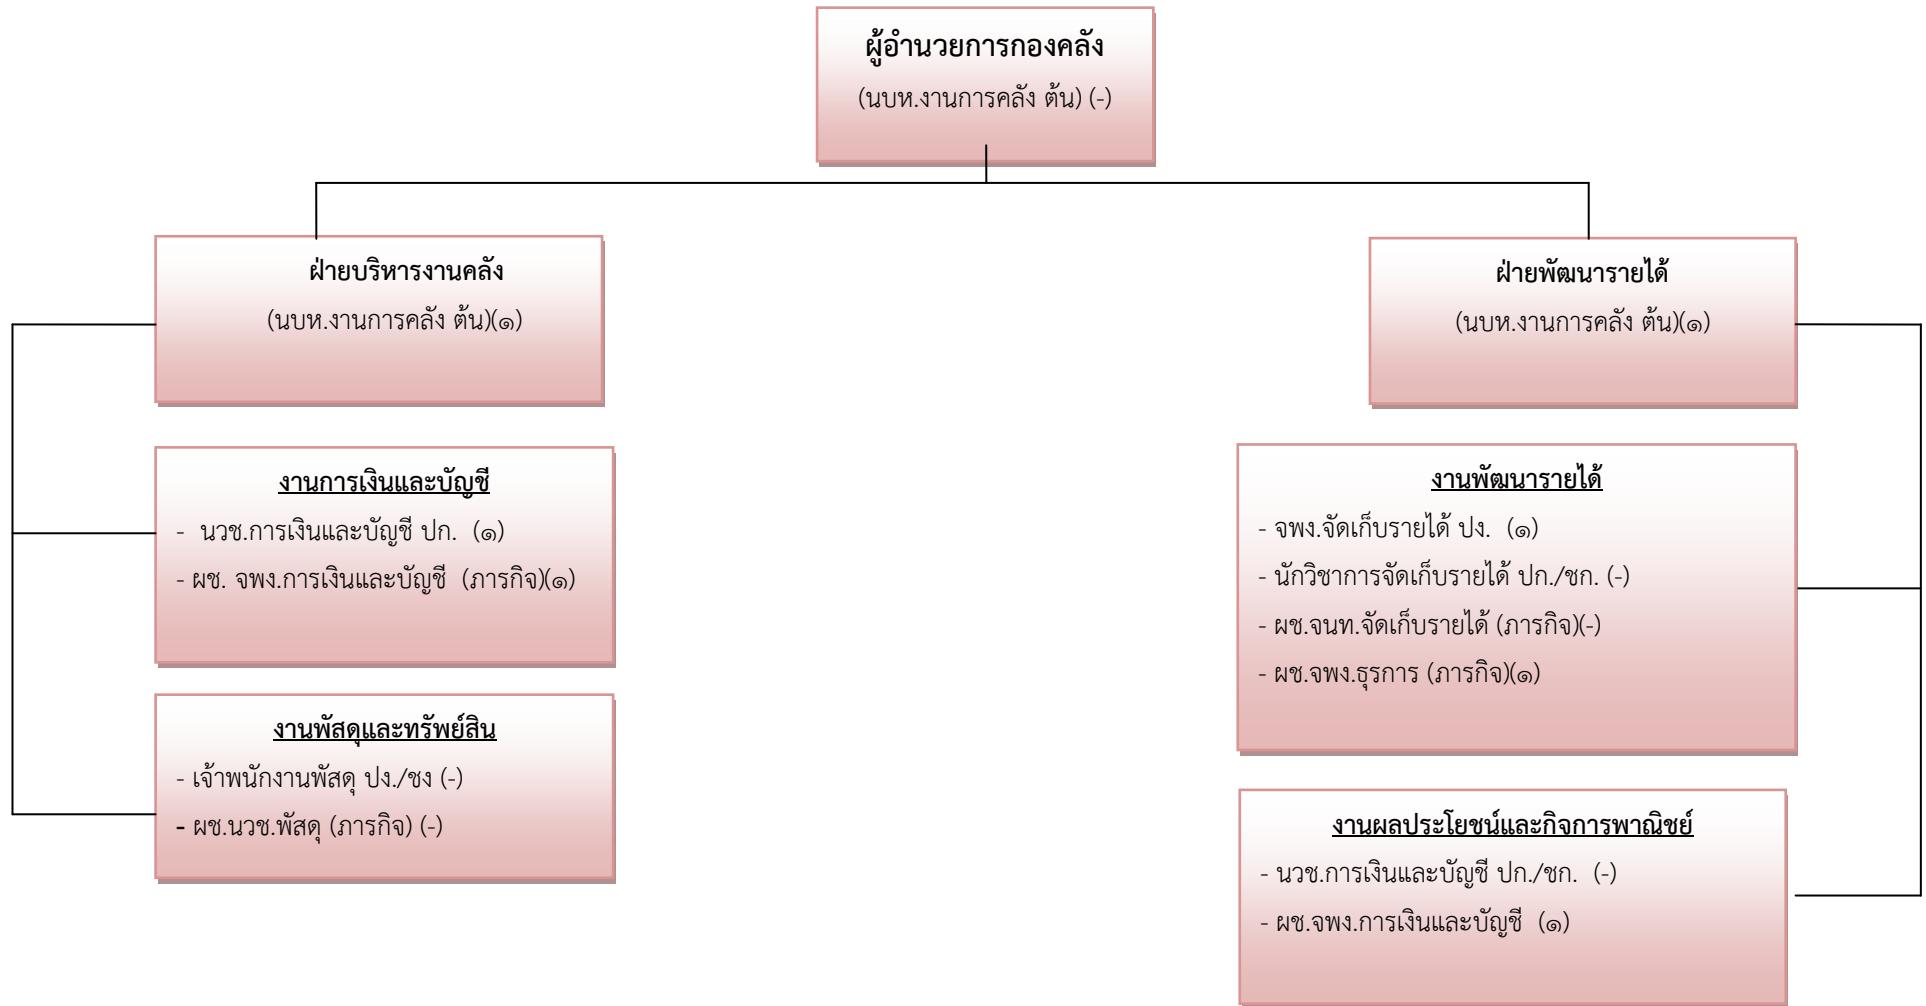 ผู้อำนวยการกองคลัง
(นบห.งานการคลัง ต้น) (-)
ฝ่ายบริหารงานคลัง
(นบห.งานการคลัง ต้น)(๑)
งานการเงินและบัญชี
- นวช.การเงินและบัญชี ปก. (๑)
- ผช. จพง.การเงินและบัญชี (ภารกิจ)(๑)
งานพัสดุและทรัพย์สิน
- เจ้าพนักงานพัสดุ ปง./ชง (-)
- ผช.นวช.พัสดุ (ภารกิจ) (-)
ฝ่ายพัฒนารายได้
(นบห.งานการคลัง ต้น)(๑)
งานพัฒนารายได้
- จพง.จัดเก็บรายได้ ปง. (๑)
- นักวิชาการจัดเก็บรายได้ ปก./ชก. (-)
- ผช.จนท.จัดเก็บรายได้ (ภารกิจ)(-)
- ผช.จพง.ธุรการ (ภารกิจ)(๑)
งานผลประโยชน์และกิจการพาณิชย์
- นวช.การเงินและบัญชี ปก./ชก. (-)
- ผช.จพง.การเงินและบัญชี (๑)